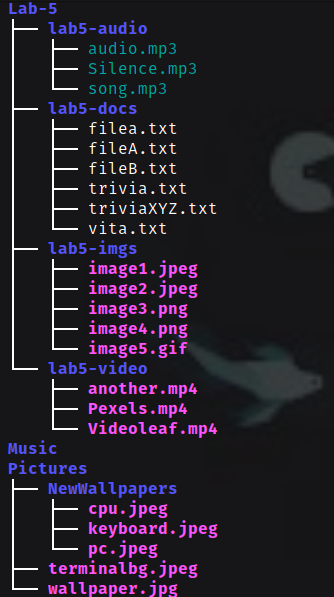 Lab-5
lab5-audio
audio.mp3
Silence.mp3
song.mp3
lab5-docs
filea.txt
fileA.txt
fileB.txt
trivia.txt
triviaXYZ.txt
vita.txt
lab5-imgs
image1.jpeg
image2.jpeg
image3.png
image4.png
image5.gif
lab5-video
another.mp4
Pexels.mp4
Videoleaf.mp4
Music
Pictures
NewWallpapers
cpu.jpeg
keyboard.jpeg
pc.jpeg
terminalbg.jpeg
wallpaper.jpg